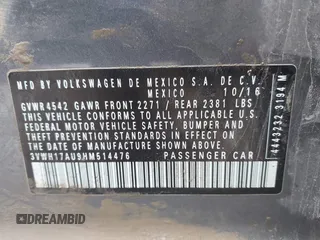 MFD BY VOLKSWAGEN DE MEXICO S.A. DE C.V.
MEXICO 10/16
GVWR4542 GAWR FRONT 2271 / REAR 2381 LBS
THIS VEHICLE CONFORMS TO ALL APPLICABLE U.S.
FEDERAL MOTOR VEHICLE SAFETY, BUMPER AND
THEFT PREVENTION STANDARDS IN EFFECT ON THE
DATE OF MANUFACTURE SHOWN ABOVE.
3VWH17AU9HM514476 PASSENGER CAR
4443232 3194 M
DREAMBID